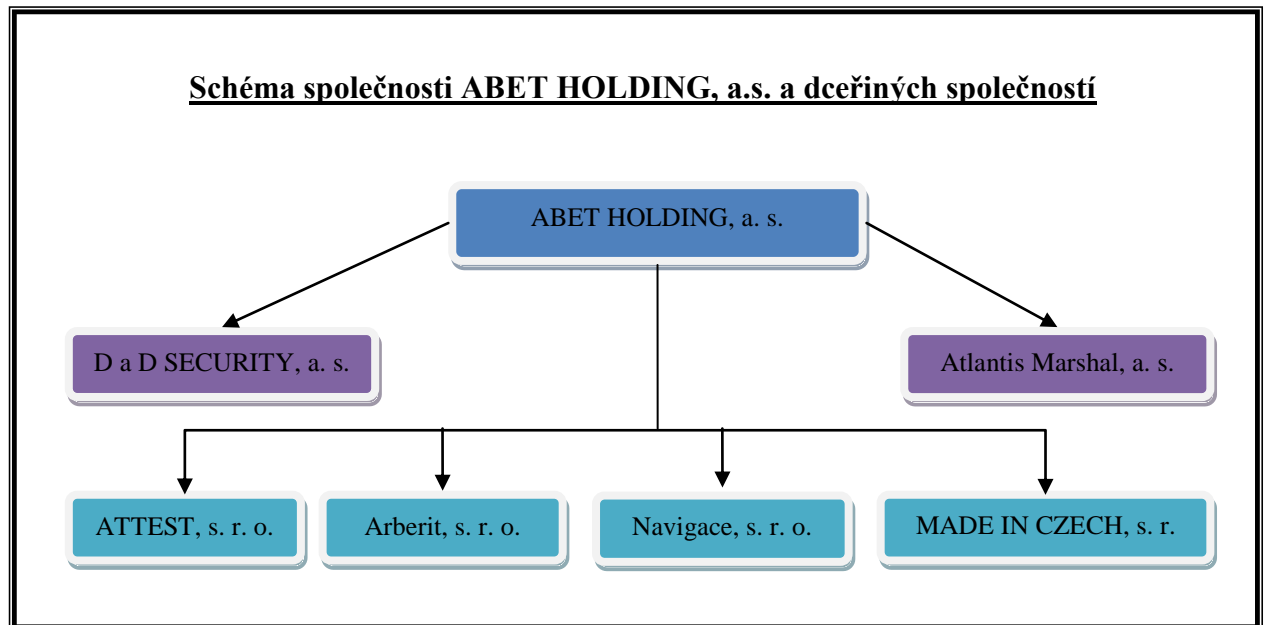 Schéma společnosti ABET HOLDING, a.s. a dceřiných společností
ABET HOLDING, a. s.
D a D SECURITY, a. s.
Atlantis Marshal, a. s.
ATTEST, s. r. o.
Arberit, s. r. o.
Navigace, s. r. o.
MADE IN CZECH, s. r.